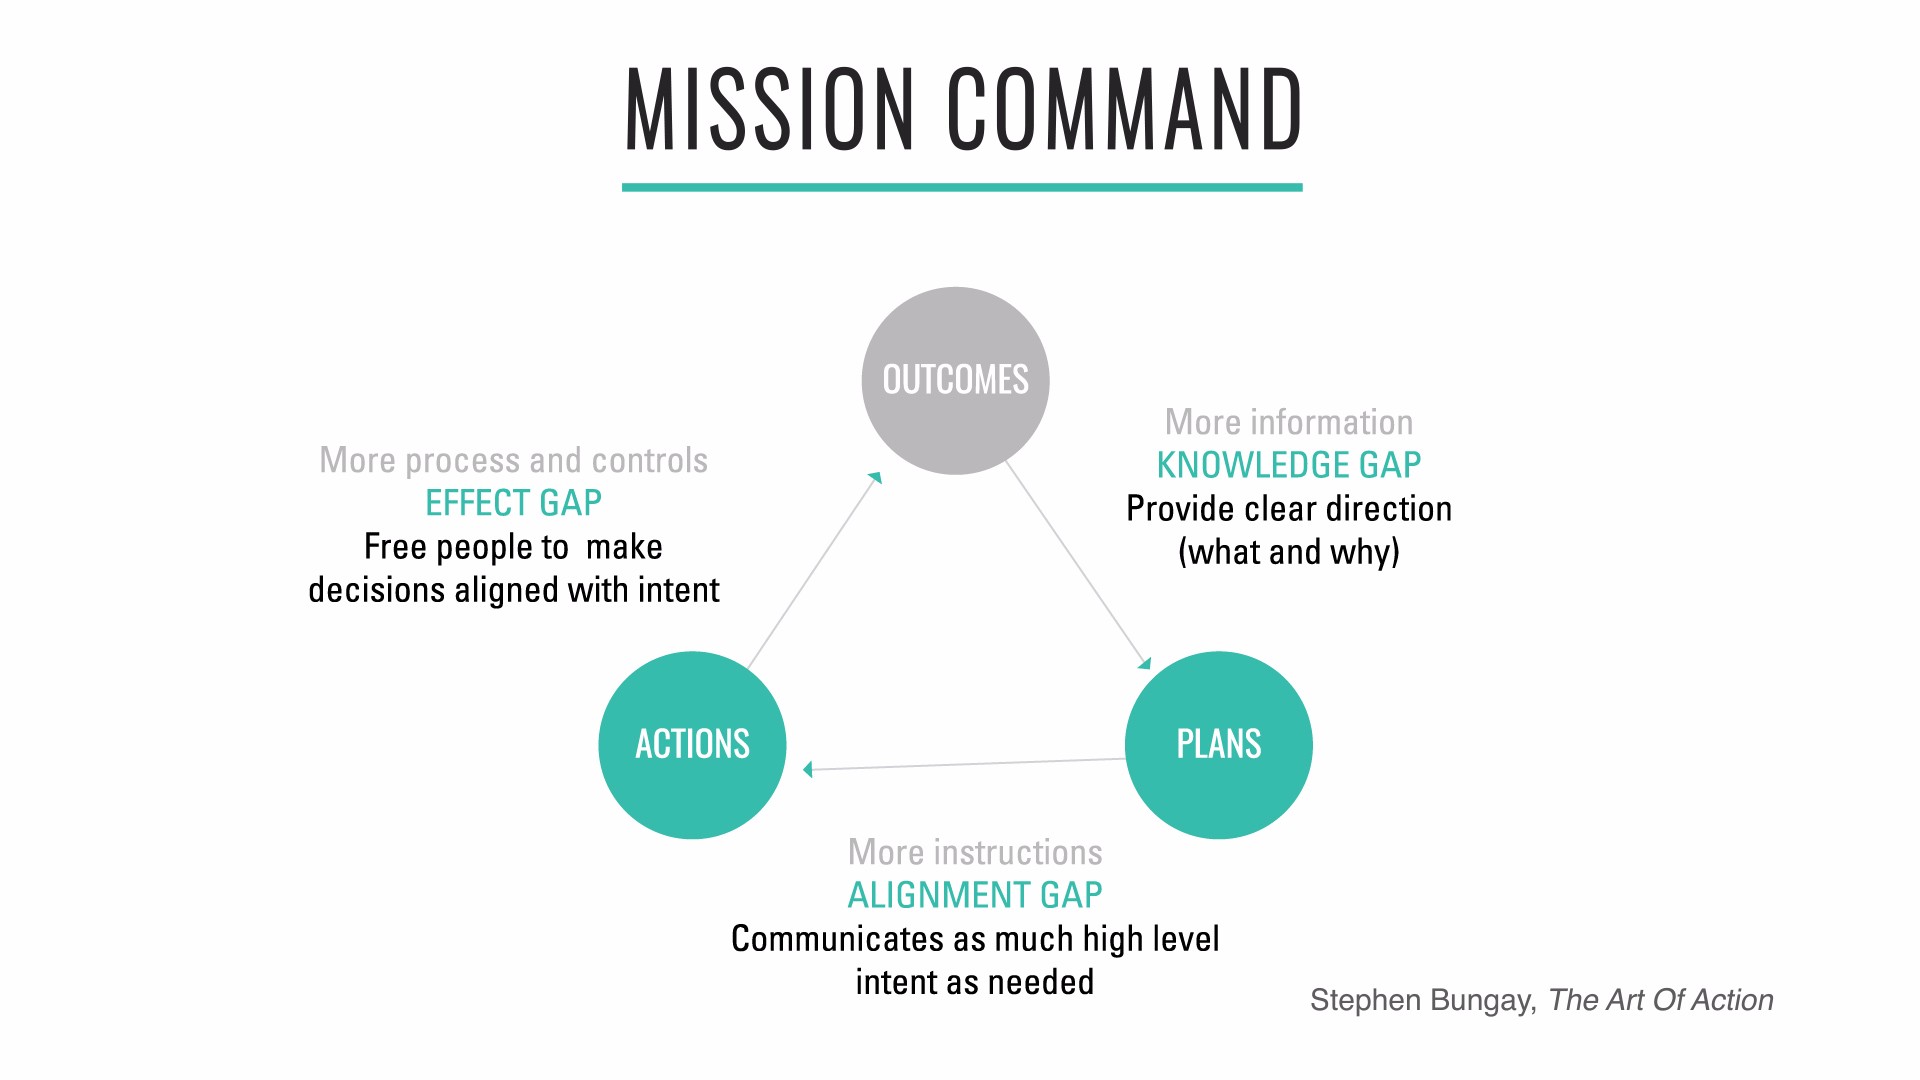 MISSION COMMAND
OUTCOMES
More information
KNOWLEDGE GAP
Provide clear direction
(what and why)
More process and controls
EFFECT GAP
Free people to  make
decisions aligned with intent
ACTIONS
PLANS
More instructions
ALIGNMENT GAP
Communicates as much high level
intent as needed
Stephen Bungay, The Art Of Action